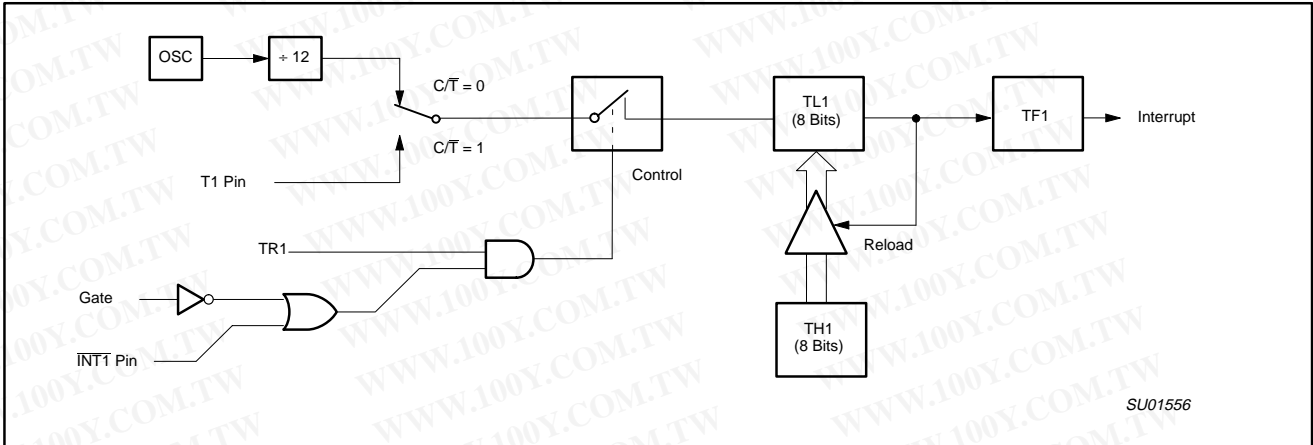 OSC
÷ 12
C/T̅ = 0
C/T̅ = 1
T1 Pin
TR1
Gate
I̅N̅T̅1̅ Pin
Control
TL1
(8 Bits)
TF1
Interrupt
Reload
TH1
(8 Bits)
SU01556
WWW.100Y.COM.TW